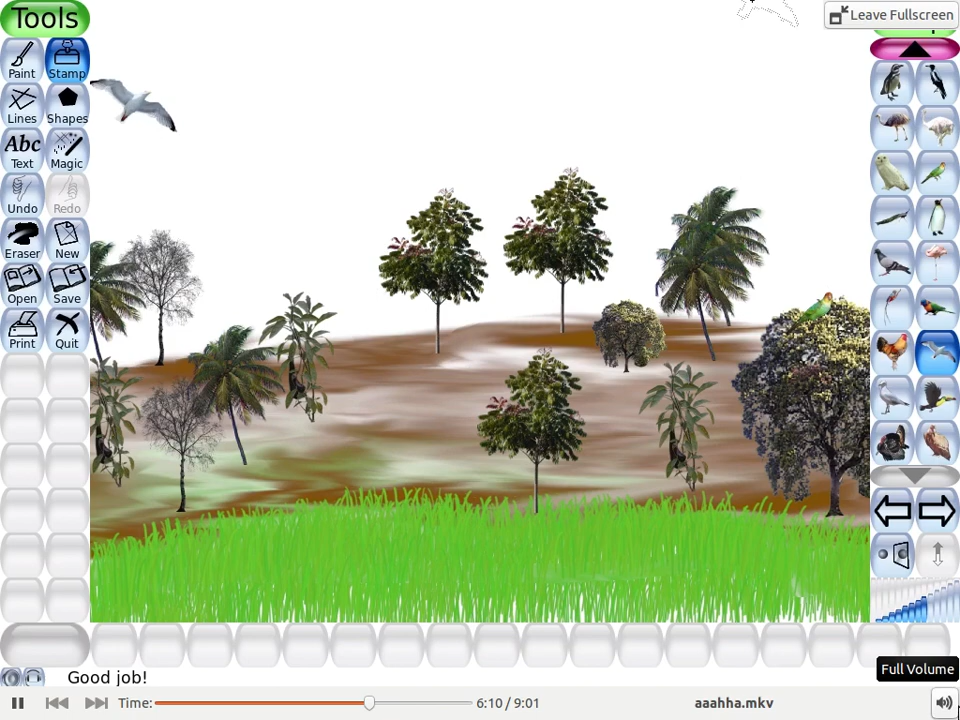 Tools
Leave Fullscreen
Paint
Stamp
Lines
Shapes
Abc
Text
Magic
Undo
Redo
Eraser
New
Open
Save
Print
Quit
Full Volume
Good job!
Time:
6:10 / 9:01
aaahha.mkv